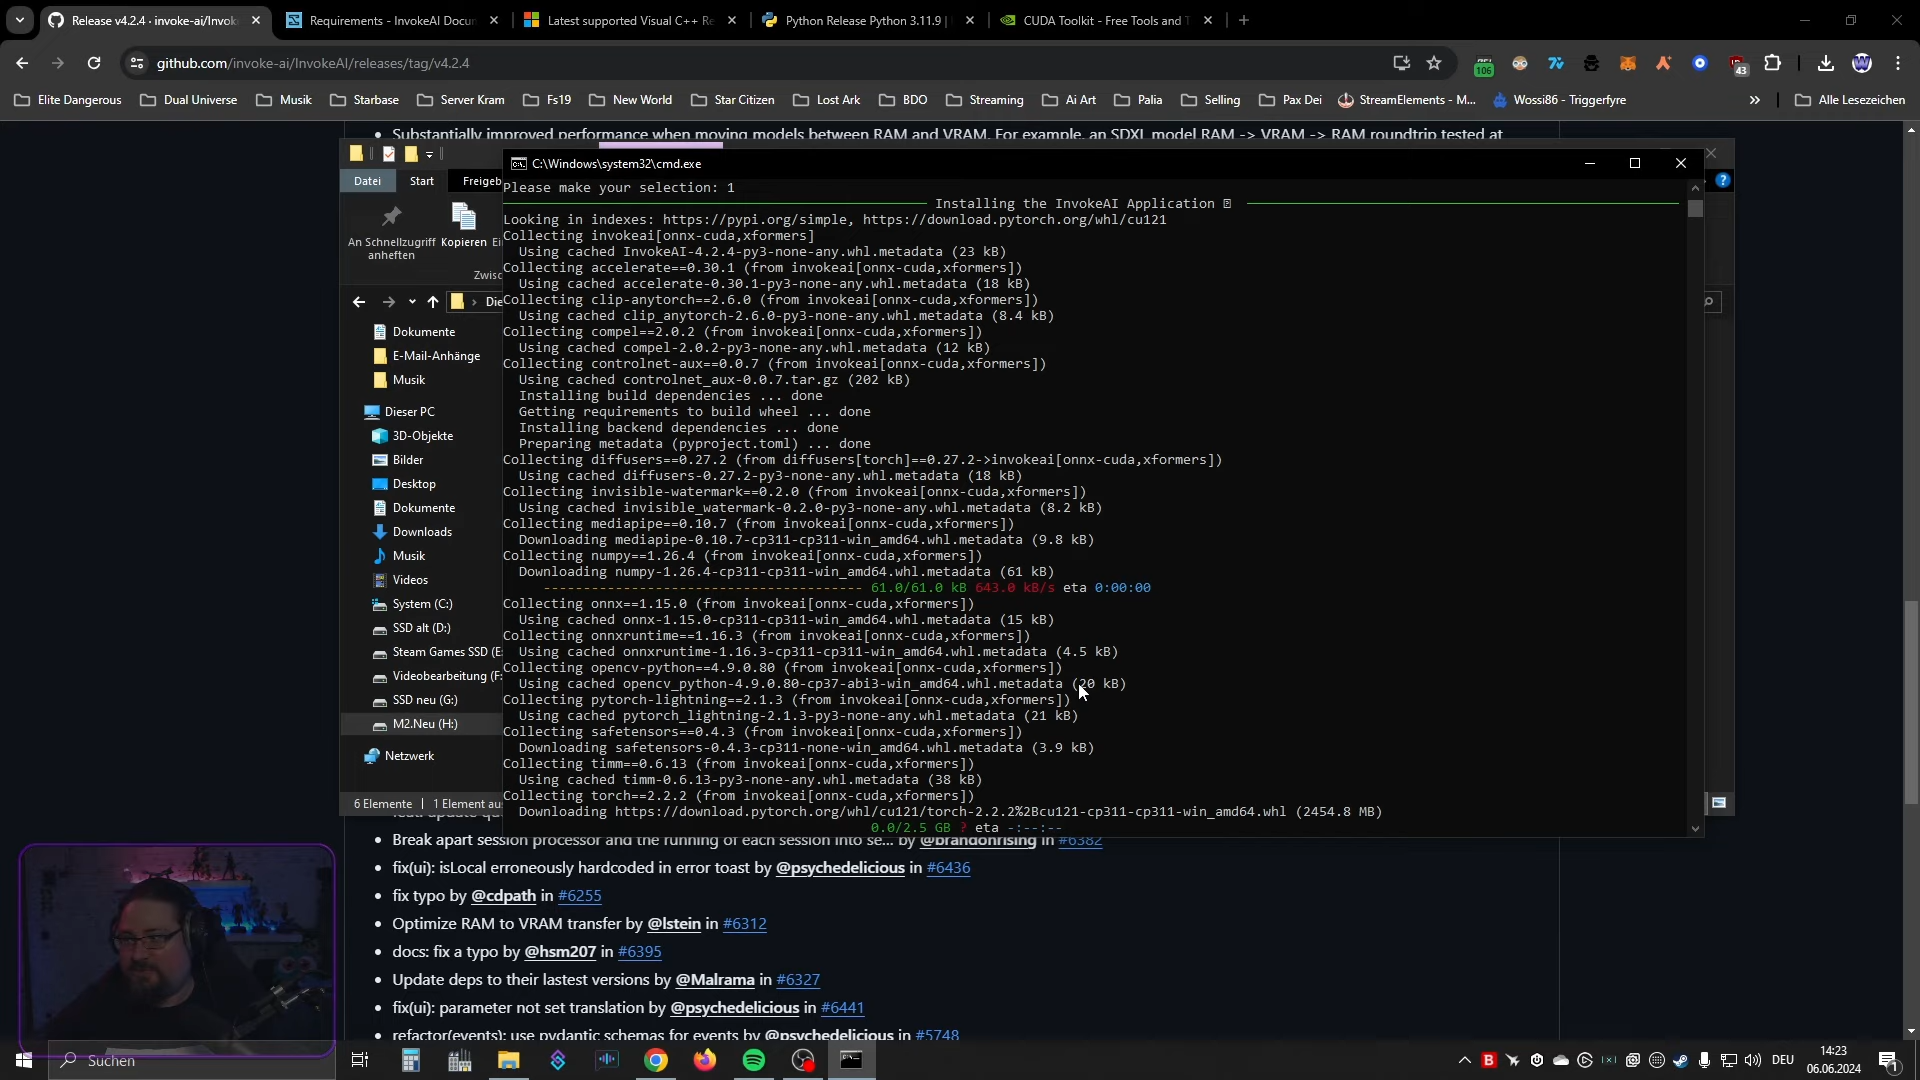 Release v4.2.4 · invoke-ai/Invok
Requirements - InvokeAI Docun
Latest supported Visual C++ Re
Python Release Python 3.11.9 |
CUDA Toolkit - Free Tools and T
github.com/invoke-ai/InvokeAI/releases/tag/v4.2.4
106
43
Elite Dangerous
Dual Universe
Musik
Starbase
Server Kram
Fs19
New World
Star Citizen
Lost Ark
BDO
Streaming
Ai Art
Palia
Selling
Pax Dei
StreamElements - M...
Wossi86 - Triggerfyre
»
Alle Lesezeichen
Substantially improved performance when moving models between RAM and VRAM. For example, an SDXL model RAM -> VRAM -> RAM roundtrip tested at
C:\Windows\system32\cmd.exe
Datei
Start
Freigeb
An Schnellzugriff
anheften
Kopieren
Zwisc
Die
Dokumente
E-Mail-Anhänge
Musik
Dieser PC
3D-Objekte
Bilder
Desktop
Dokumente
Downloads
Musik
Videos
System (C:)
SSD alt (D:)
Steam Games SSD (E:
Videobearbeitung (F:
SSD neu (G:)
M2.Neu (H:)
Netzwerk
6 Elemente
1 Element au
Please make your selection: 1
Installing the InvokeAI Application
Looking in indexes: https://pypi.org/simple, https://download.pytorch.org/whl/cu121
Collecting invokeai[onnx-cuda,xformers]
Using cached InvokeAI-4.2.4-py3-none-any.whl.metadata (23 kB)
Collecting accelerate==0.30.1 (from invokeai[onnx-cuda,xformers])
Using cached accelerate-0.30.1-py3-none-any.whl.metadata (18 kB)
Collecting clip-anytorch==2.6.0 (from invokeai[onnx-cuda,xformers])
Using cached clip_anytorch-2.6.0-py3-none-any.whl.metadata (8.4 kB)
Collecting compel==2.0.2 (from invokeai[onnx-cuda,xformers])
Using cached compel-2.0.2-py3-none-any.whl.metadata (12 kB)
Collecting controlnet-aux==0.0.7 (from invokeai[onnx-cuda,xformers])
Using cached controlnet_aux-0.0.7.tar.gz (202 kB)
Installing build dependencies ... done
Getting requirements to build wheel ... done
Installing backend dependencies ... done
Preparing metadata (pyproject.toml) ... done
Collecting diffusers==0.27.2 (from diffusers[torch]==0.27.2->invokeai[onnx-cuda,xformers])
Using cached diffusers-0.27.2-py3-none-any.whl.metadata (18 kB)
Collecting invisible-watermark==0.2.0 (from invokeai[onnx-cuda,xformers])
Using cached invisible_watermark-0.2.0-py3-none-any.whl.metadata (8.2 kB)
Collecting mediapipe==0.10.7 (from invokeai[onnx-cuda,xformers])
Downloading mediapipe-0.10.7-cp311-cp311-win_amd64.whl.metadata (9.8 kB)
Collecting numpy==1.26.4 (from invokeai[onnx-cuda,xformers])
Downloading numpy-1.26.4-cp311-cp311-win_amd64.whl.metadata (61 kB)
---------------------------------------- 61.0/61.0 kB 643.0 kB/s eta 0:00:00
Collecting onnx==1.15.0 (from invokeai[onnx-cuda,xformers])
Using cached onnx-1.15.0-cp311-cp311-win_amd64.whl.metadata (15 kB)
Collecting onnxruntime==1.16.3 (from invokeai[onnx-cuda,xformers])
Using cached onnxruntime-1.16.3-cp311-cp311-win_amd64.whl.metadata (4.5 kB)
Collecting opencv-python==4.9.0.80 (from invokeai[onnx-cuda,xformers])
Using cached opencv_python-4.9.0.80-cp37-abi3-win_amd64.whl.metadata (20 kB)
Collecting pytorch-lightning==2.1.3 (from invokeai[onnx-cuda,xformers])
Using cached pytorch_lightning-2.1.3-py3-none-any.whl.metadata (21 kB)
Collecting safetensors==0.4.3 (from invokeai[onnx-cuda,xformers])
Downloading safetensors-0.4.3-cp311-none-win_amd64.whl.metadata (3.9 kB)
Collecting timm==0.6.13 (from invokeai[onnx-cuda,xformers])
Using cached timm-0.6.13-py3-none-any.whl.metadata (38 kB)
Collecting torch==2.2.2 (from invokeai[onnx-cuda,xformers])
Downloading https://download.pytorch.org/whl/cu121/torch-2.2.2%2Bcu121-cp311-cp311-win_amd64.whl (2454.8 MB)
0.0/2.5 GB ? eta -:--:--
Break apart session processor and the running of each session into se... by @brandonrising in #6382
fix(ui): isLocal erroneously hardcoded in error toast by @psychedelicious in #6436
fix typo by @cdpath in #6255
Optimize RAM to VRAM transfer by @lstein in #6312
docs: fix a typo by @hsm207 in #6395
Update deps to their lastest versions by @Malrama in #6327
fix(ui): parameter not set translation by @psychedelicious in #6441
refactor(events): use pydantic schemas for events by @psychedelicious in #5748
Suchen
DEU
14:23
06.06.2024
1